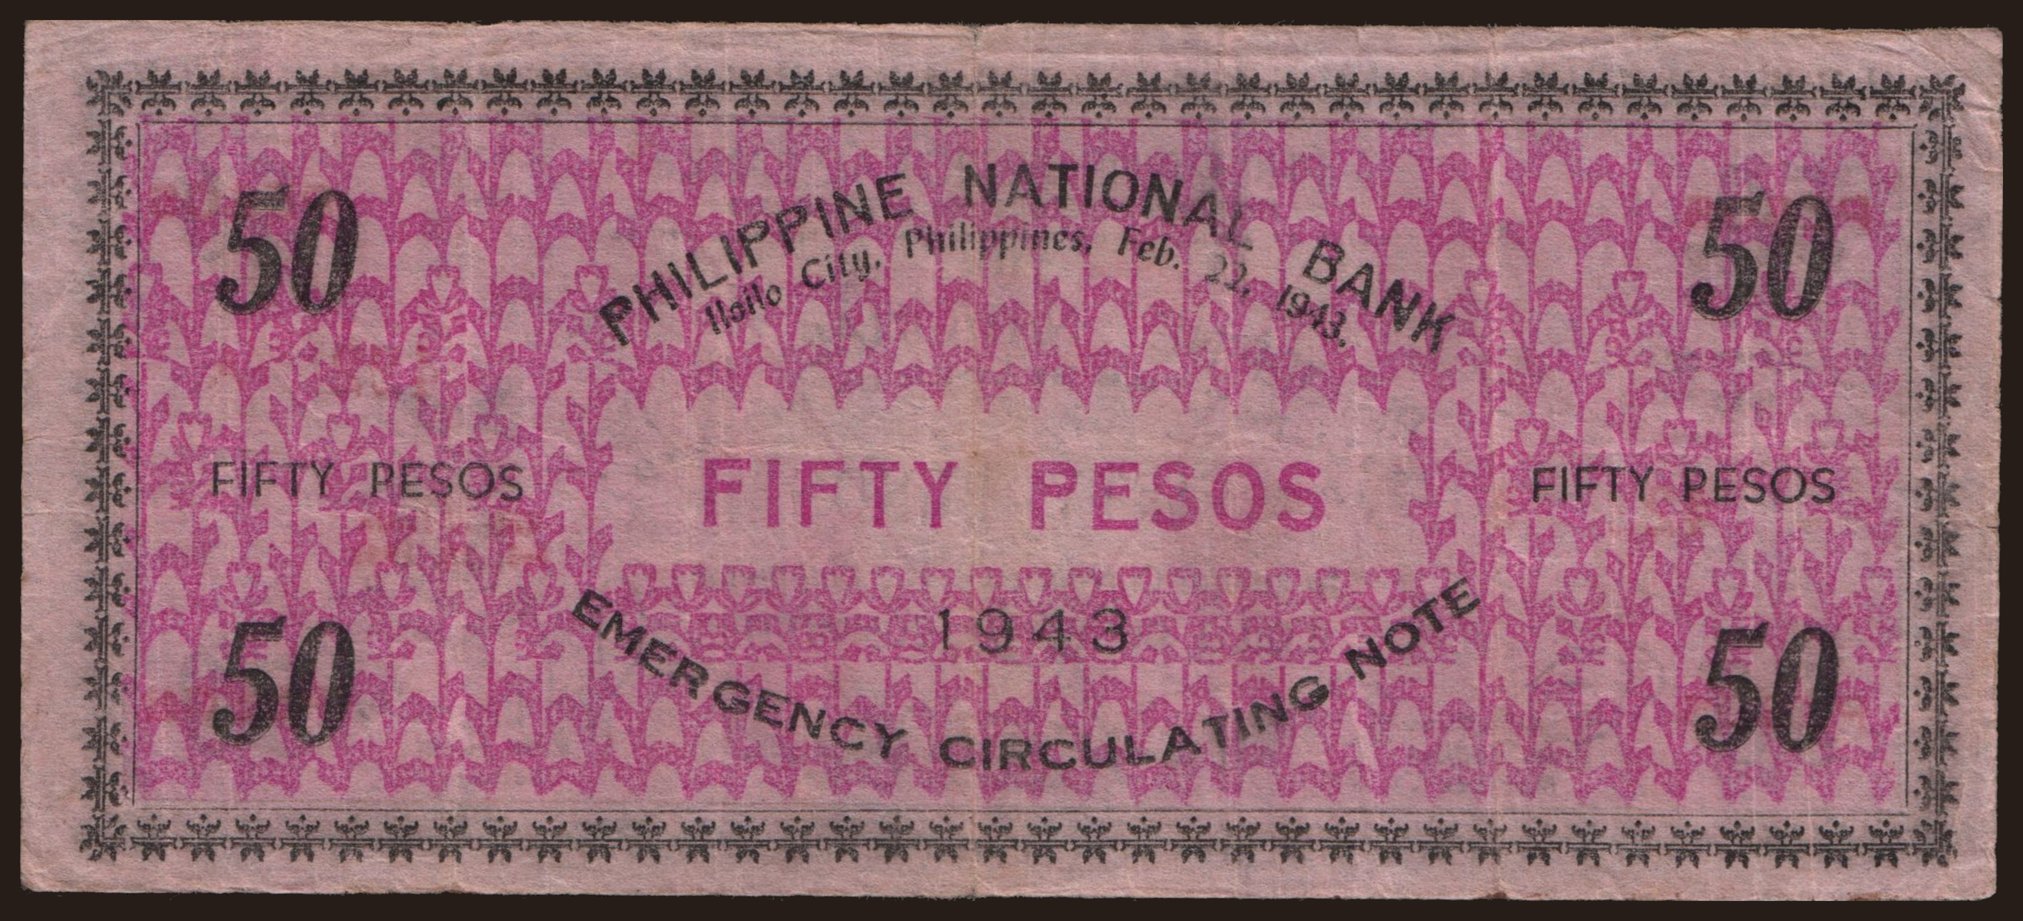 50
PHILIPPINE NATIONAL BANK
50
Iloilo City, Philippines, Feb. 22, 1943.
FIFTY PESOS
FIFTY PESOS
FIFTY PESOS
50
1943
50
EMERGENCY CIRCULATING NOTE